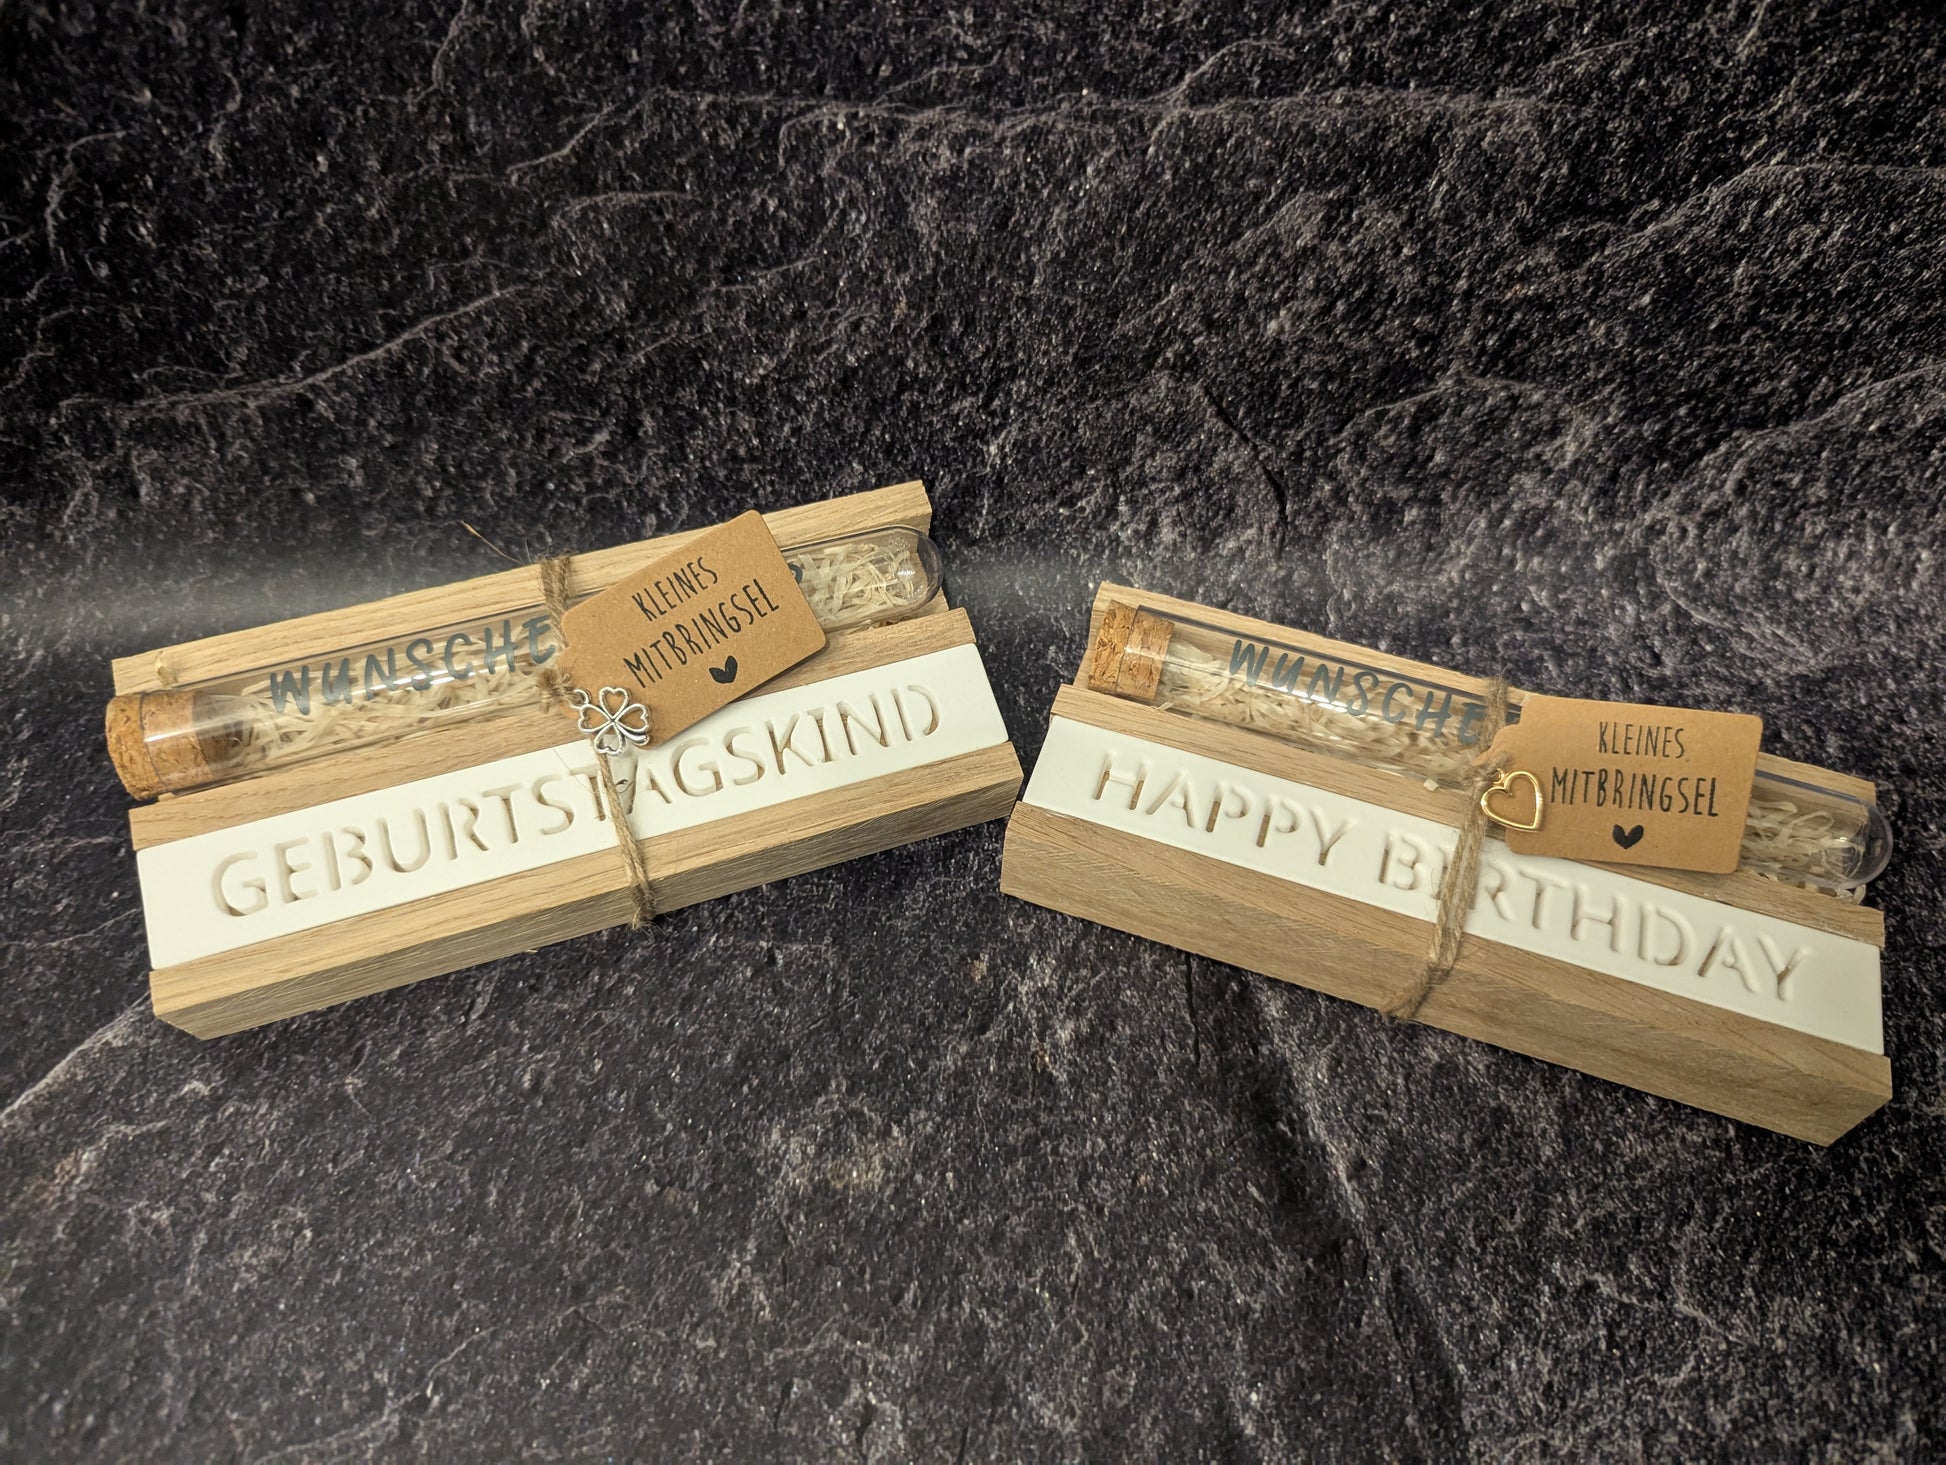 WUNSCHE
KLEINES
MITBRINGSEL
GEBURTSTAGSKIND
WUNSCHE
KLEINES
MITBRINGSEL
HAPPY BIRTHDAY